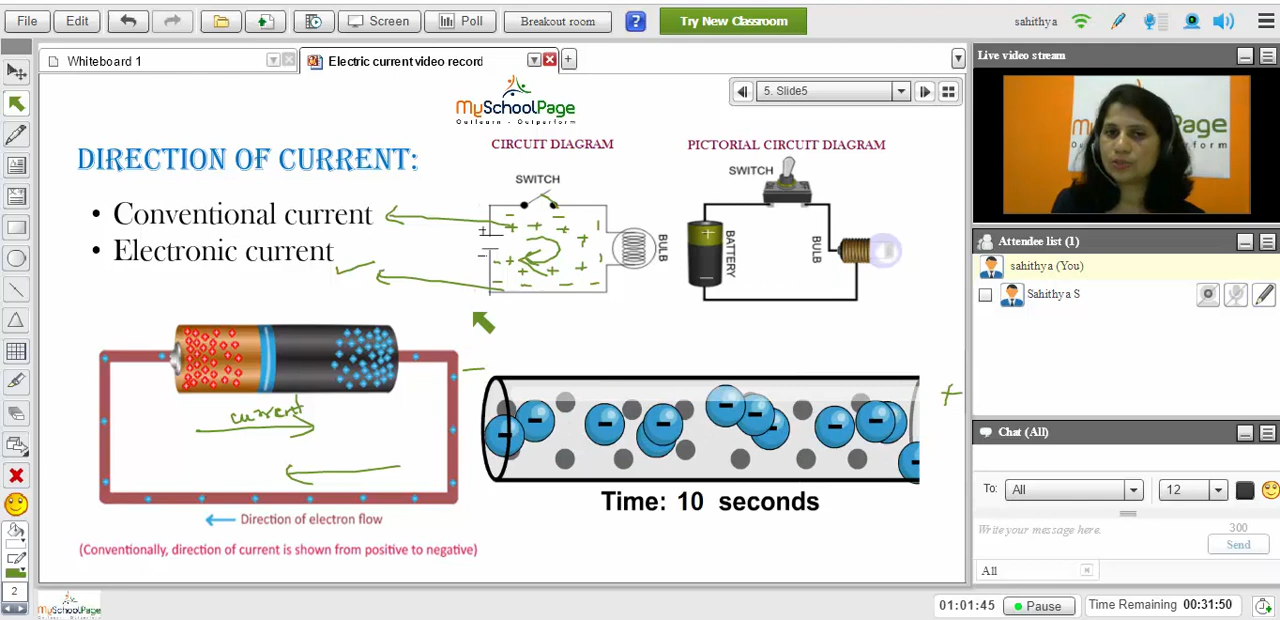 File Edit Screen Poll Breakout room ? Try New Classroom sahithya
Whiteboard 1 Electric current video record
Live video stream
MySchoolPage
Outlearn - Outperform
5. Slide5
DIRECTION OF CURRENT:
• Conventional current
• Electronic current
CIRCUIT DIAGRAM
SWITCH
BULB
PICTORIAL CIRCUIT DIAGRAM
SWITCH
BATTERY
BULB
current
Direction of electron flow
(Conventionally, direction of current is shown from positive to negative)
Time: 10 seconds
Attendee list (1)
sahithya (You)
Sahithya S
Chat (All)
To: All 12
Write your message here. 300
Send
All
2
MySchoolPage
01:01:45 Pause Time Remaining 00:31:50